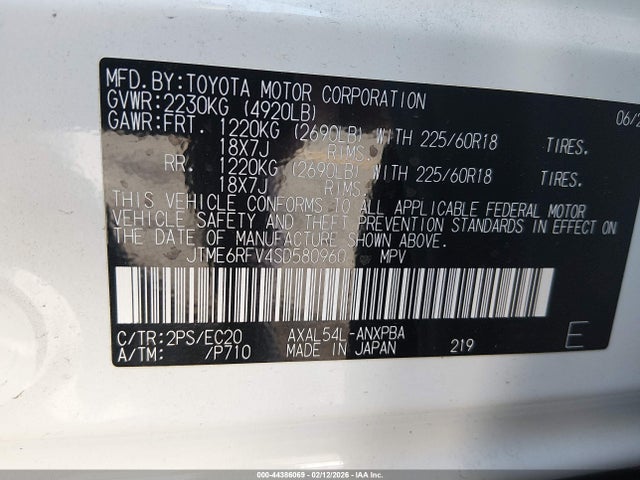 MFD.BY:TOYOTA MOTOR CORPORATION 06/2
GVWR:2230KG (4920LB)
GAWR:FRT. 1220KG (2690LB) WITH 225/60R18 TIRES.
18X7J RIMS.
RR. 1220KG (2690LB) WITH 225/60R18 TIRES.
18X7J RIMS.
THIS VEHICLE CONFORMS TO ALL APPLICABLE FEDERAL MOTOR
VEHICLE SAFETY AND THEFT PREVENTION STANDARDS IN EFFECT ON
THE DATE OF MANUFACTURE SHOWN ABOVE.
JTME6RFV4SD580960 MPV
C/TR:2PS/EC20 AXAL54L-ANXPBA
A/TM: /P710 MADE IN JAPAN 219 E
000-44386069 - 02/12/2026 - IAA, Inc.